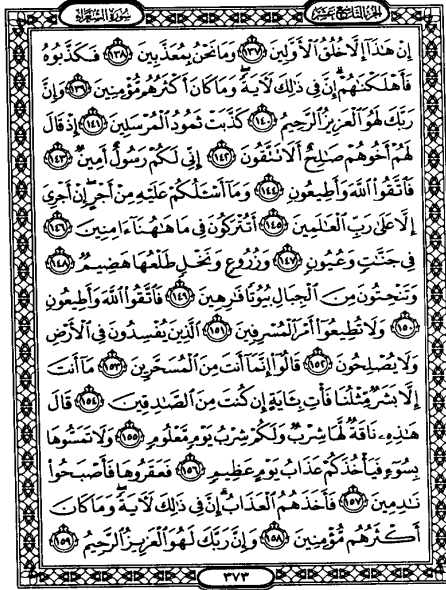 الجزء التاسع عشر سورة الشعراء
إِنْ هَـٰذَآ إِلَّا خُلُقُ ٱلْأَوَّلِينَ ١٣٧ وَمَا نَحْنُ بِمُعَذَّبِينَ ١٣٨ فَكَذَّبُوهُ
فَأَهْلَكْنَـٰهُمْ ۗ إِنَّ فِى ذَٰلِكَ لَـَٔايَةً ۖ وَمَا كَانَ أَكْثَرُهُم مُّؤْمِنِينَ ١٣٩ وَإِنَّ
رَبَّكَ لَهُوَ ٱلْعَزِيزُ ٱلرَّحِيمُ ١٤٠ كَذَّبَتْ ثَمُودُ ٱلْمُرْسَلِينَ ١٤١ إِذْ قَالَ
لَهُمْ أَخُوهُمْ صَـٰلِحٌ أَلَا تَتَّقُونَ ١٤٢ إِنِّى لَكُمْ رَسُولٌ أَمِينٌ ١٤٣
فَٱتَّقُوا۟ ٱللَّهَ وَأَطِيعُونِ ١٤٤ وَمَآ أَسْـَٔلُكُمْ عَلَيْهِ مِنْ أَجْرٍ ۖ إِنْ أَجْرِىَ
إِلَّا عَلَىٰ رَبِّ ٱلْعَـٰلَمِينَ ١٤٥ أَتُتْرَكُونَ فِى مَا هَـٰهُنَآ ءَامِنِينَ ١٤٦
فِى جَنَّـٰتٍ وَعُيُونٍ ١٤٧ وَزُرُوعٍ وَنَخْلٍ طَلْعُهَا هَضِيمٌ ١٤٨
وَتَنْحِتُونَ مِنَ ٱلْجِبَالِ بُيُوتًا فَـٰرِهِينَ ١٤٩ فَٱتَّقُوا۟ ٱللَّهَ وَأَطِيعُونِ
١٥٠ وَلَا تُطِيعُوٓا۟ أَمْرَ ٱلْمُسْرِفِينَ ١٥١ ٱلَّذِينَ يُفْسِدُونَ فِى ٱلْأَرْضِ
وَلَا يُصْلِحُونَ ١٥٢ قَالُوٓا۟ إِنَّمَآ أَنتَ مِنَ ٱلْمُسَحَّرِينَ ١٥٣ مَآ أَنتَ
إِلَّا بَشَرٌ مِّثْلُنَا فَأْتِ بِـَٔايَةٍ إِن كُنتَ مِنَ ٱلصَّـٰدِقِينَ ١٥٤ قَالَ
هَـٰذِهِۦ نَاقَةٌ لَّهَا شِرْبٌ وَلَكُمْ شِرْبُ يَوْمٍ مَّعْلُومٍ ١٥٥ وَلَا تَمَسُّوهَا
بِسُوٓءٍ فَيَأْخُذَكُمْ عَذَابُ يَوْمٍ عَظِيمٍ ١٥٦ فَعَقَرُوهَا فَأَصْبَحُوا۟
نَـٰدِمِينَ ١٥٧ فَأَخَذَهُمُ ٱلْعَذَابُ ۗ إِنَّ فِى ذَٰلِكَ لَـَٔايَةً ۖ وَمَا كَانَ
أَكْثَرُهُم مُّؤْمِنِينَ ١٥٨ وَإِنَّ رَبَّكَ لَهُوَ ٱلْعَزِيزُ ٱلرَّحِيمُ ١٥٩
٣٧٣